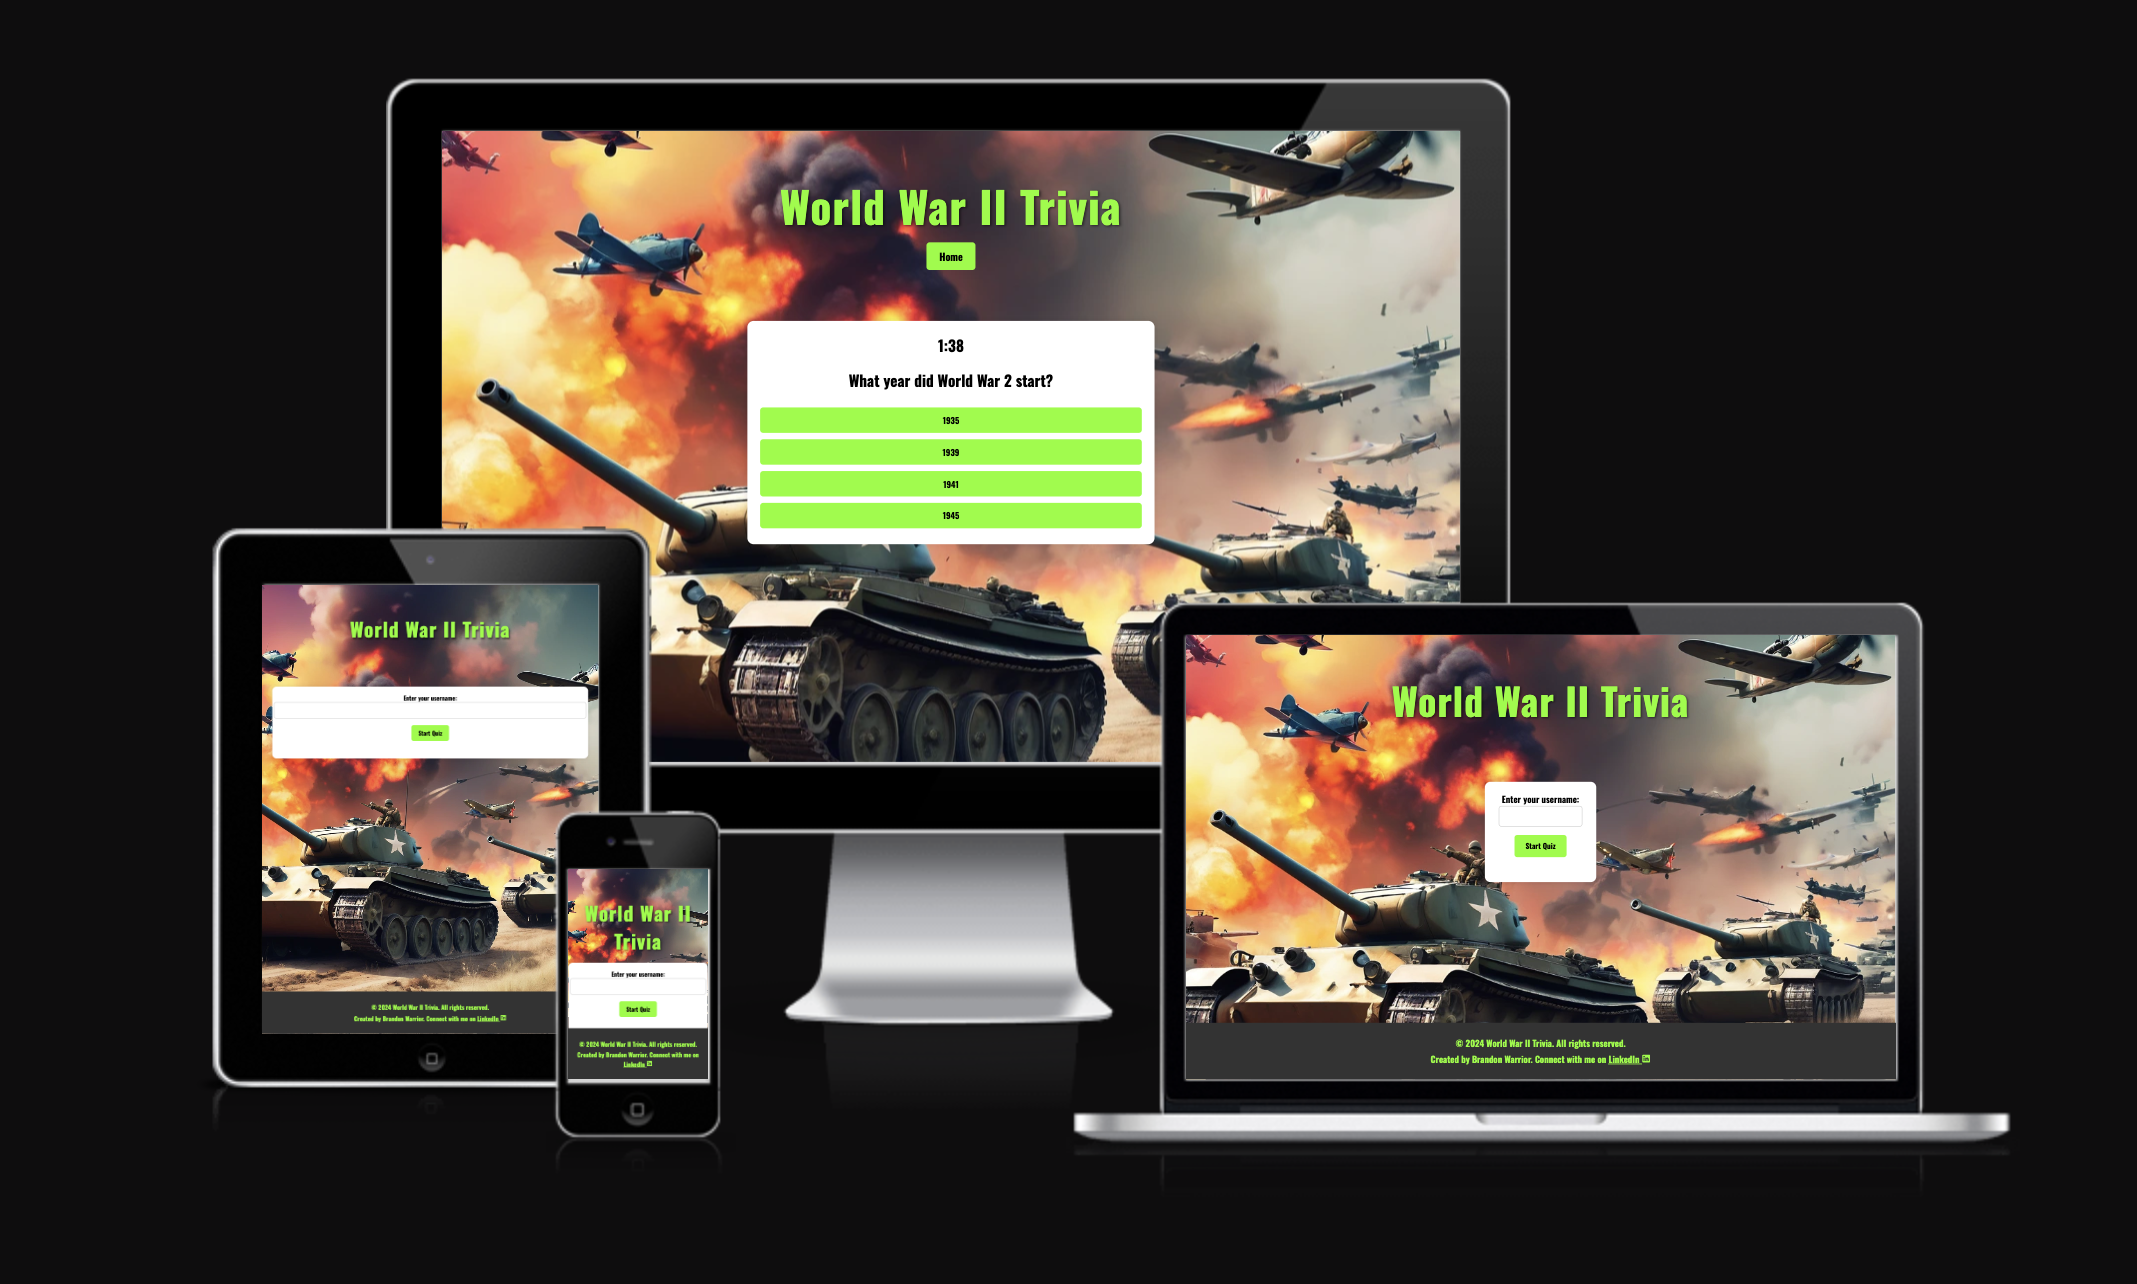 World War II Trivia
Home
1:38
What year did World War 2 start?
1935
1939
1941
1945
World War II Trivia
Enter your username:
Start Quiz
© 2024 World War II Trivia. All rights reserved.
Created by Brandon Warrior. Connect with me on LinkedIn
World War II
Trivia
Enter your username:
Start Quiz
© 2024 World War II Trivia. All rights reserved.
Created by Brandon Warrior. Connect with me on
LinkedIn
World War II Trivia
Enter your username:
Start Quiz
© 2024 World War II Trivia. All rights reserved.
Created by Brandon Warrior. Connect with me on LinkedIn